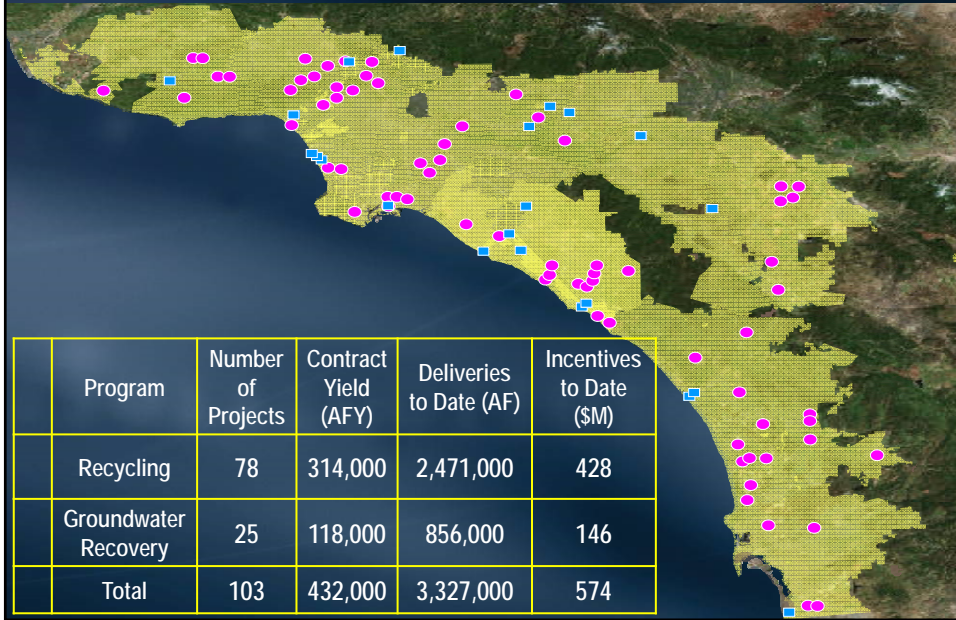 Program
Number
of
Projects
Contract
Yield
(AFY)
Deliveries
to Date (AF)
Incentives
to Date
($M)
Recycling
78
314,000
2,471,000
428
Groundwater
Recovery
25
118,000
856,000
146
Total
103
432,000
3,327,000
574